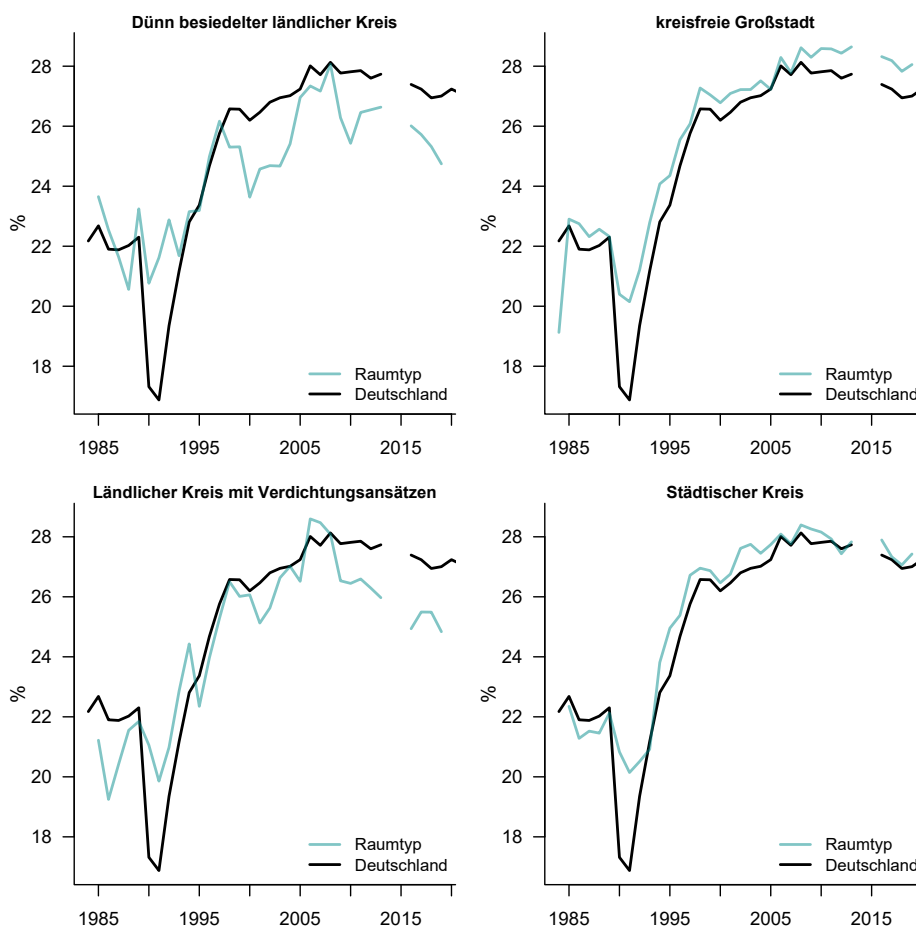 Dünn besiedelter ländlicher Kreis
%
28
26
24
22
20
18
Raumtyp
Deutschland
1985 1995 2005 2015
kreisfreie Großstadt
%
28
26
24
22
20
18
Raumtyp
Deutschland
1985 1995 2005 2015
Ländlicher Kreis mit Verdichtungsansätzen
%
28
26
24
22
20
18
Raumtyp
Deutschland
1985 1995 2005 2015
Städtischer Kreis
%
28
26
24
22
20
18
Raumtyp
Deutschland
1985 1995 2005 2015